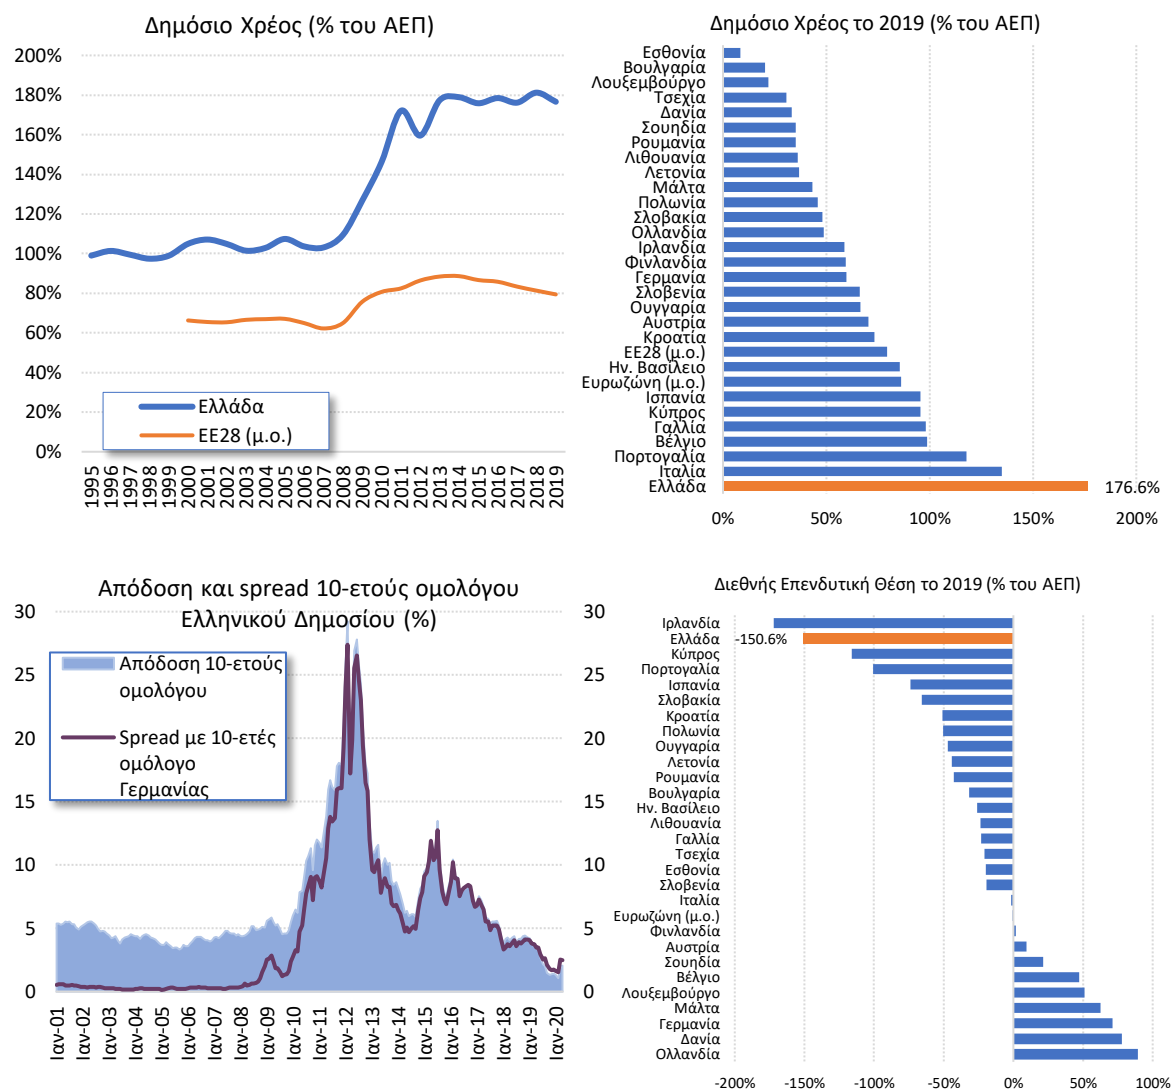 Δημόσιο Χρέος (% του ΑΕΠ)
200%
180%
160%
140%
120%
100%
80%
60%
40%
20%
0%
Ελλάδα
ΕΕ28 (μ.ο.)
1995 1996 1997 1998 1999 2000 2001 2002 2003 2004 2005 2006 2007 2008 2009 2010 2011 2012 2013 2014 2015 2016 2017 2018 2019
Δημόσιο Χρέος το 2019 (% του ΑΕΠ)
Εσθονία
Βουλγαρία
Λουξεμβούργο
Τσεχία
Δανία
Σουηδία
Ρουμανία
Λιθουανία
Λετονία
Μάλτα
Πολωνία
Σλοβακία
Ολλανδία
Ιρλανδία
Φινλανδία
Γερμανία
Σλοβενία
Ουγγαρία
Αυστρία
Κροατία
ΕΕ28 (μ.ο.)
Ην. Βασίλειο
Ευρωζώνη (μ.ο.)
Ισπανία
Κύπρος
Γαλλία
Βέλγιο
Πορτογαλία
Ιταλία
Ελλάδα 176.6%
0% 50% 100% 150% 200%
Απόδοση και spread 10-ετούς ομολόγου
Ελληνικού Δημοσίου (%)
30 30
25 25
20 20
15 15
10 10
5 5
0 0
Απόδοση 10-ετούς
ομολόγου
Spread με 10-ετές
ομόλογο
Γερμανίας
Ιαν-01 Ιαν-02 Ιαν-03 Ιαν-04 Ιαν-05 Ιαν-06 Ιαν-07 Ιαν-08 Ιαν-09 Ιαν-10 Ιαν-11 Ιαν-12 Ιαν-13 Ιαν-14 Ιαν-15 Ιαν-16 Ιαν-17 Ιαν-18 Ιαν-19 Ιαν-20
Διεθνής Επενδυτική Θέση το 2019 (% του ΑΕΠ)
Ιρλανδία
Ελλάδα -150.6%
Κύπρος
Πορτογαλία
Ισπανία
Σλοβακία
Κροατία
Πολωνία
Ουγγαρία
Λετονία
Ρουμανία
Βουλγαρία
Ην. Βασίλειο
Λιθουανία
Γαλλία
Τσεχία
Εσθονία
Σλοβενία
Ιταλία
Ευρωζώνη (μ.ο.)
Φινλανδία
Αυστρία
Σουηδία
Βέλγιο
Λουξεμβούργο
Μάλτα
Γερμανία
Δανία
Ολλανδία
-200% -150% -100% -50% 0% 50% 100%